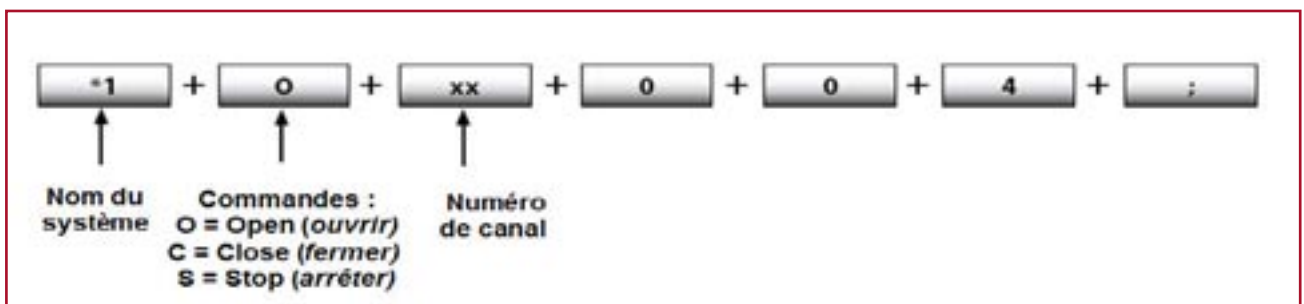 *1 + O + xx + 0 + 0 + 4 + ;
Nom du
système
Commandes :
O = Open (ouvrir)
C = Close (fermer)
S = Stop (arrêter)
Numéro
de canal